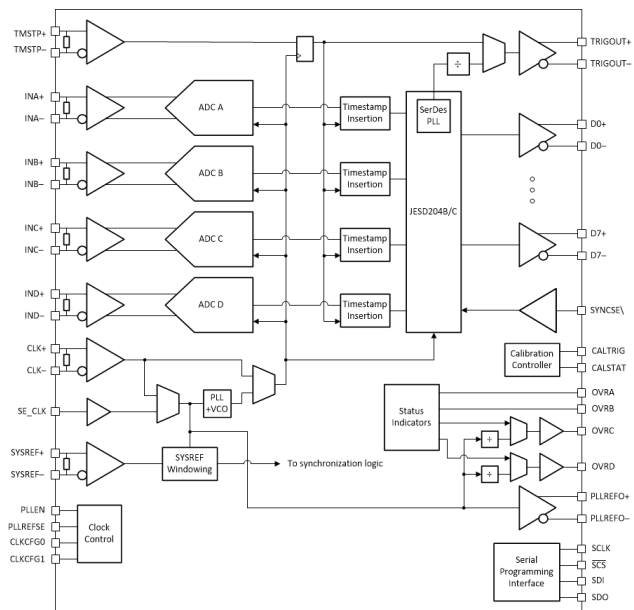 TMSTP+
TMSTP−
INA+
INA−
INB+
INB−
INC+
INC−
IND+
IND−
CLK+
CLK−
SE_CLK
SYSREF+
SYSREF−
PLLEN
PLLREFSE
CLKCFG0
CLKCFG1
ADC A
ADC B
ADC C
ADC D
PLL
+VCO
SYSREF
Windowing
To synchronization logic
Clock
Control
Timestamp
Insertion
Timestamp
Insertion
Timestamp
Insertion
Timestamp
Insertion
÷
SerDes
PLL
JESD204B/C
Status
Indicators
÷
÷
Calibration
Controller
Serial
Programming
Interface
TRIGOUT+
TRIGOUT−
D0+
D0−
D7+
D7−
SYNCSE\
CALTRIG
CALSTAT
OVRA
OVRB
OVRC
OVRD
PLLREFO+
PLLREFO−
SCLK
SCS
SDI
SDO